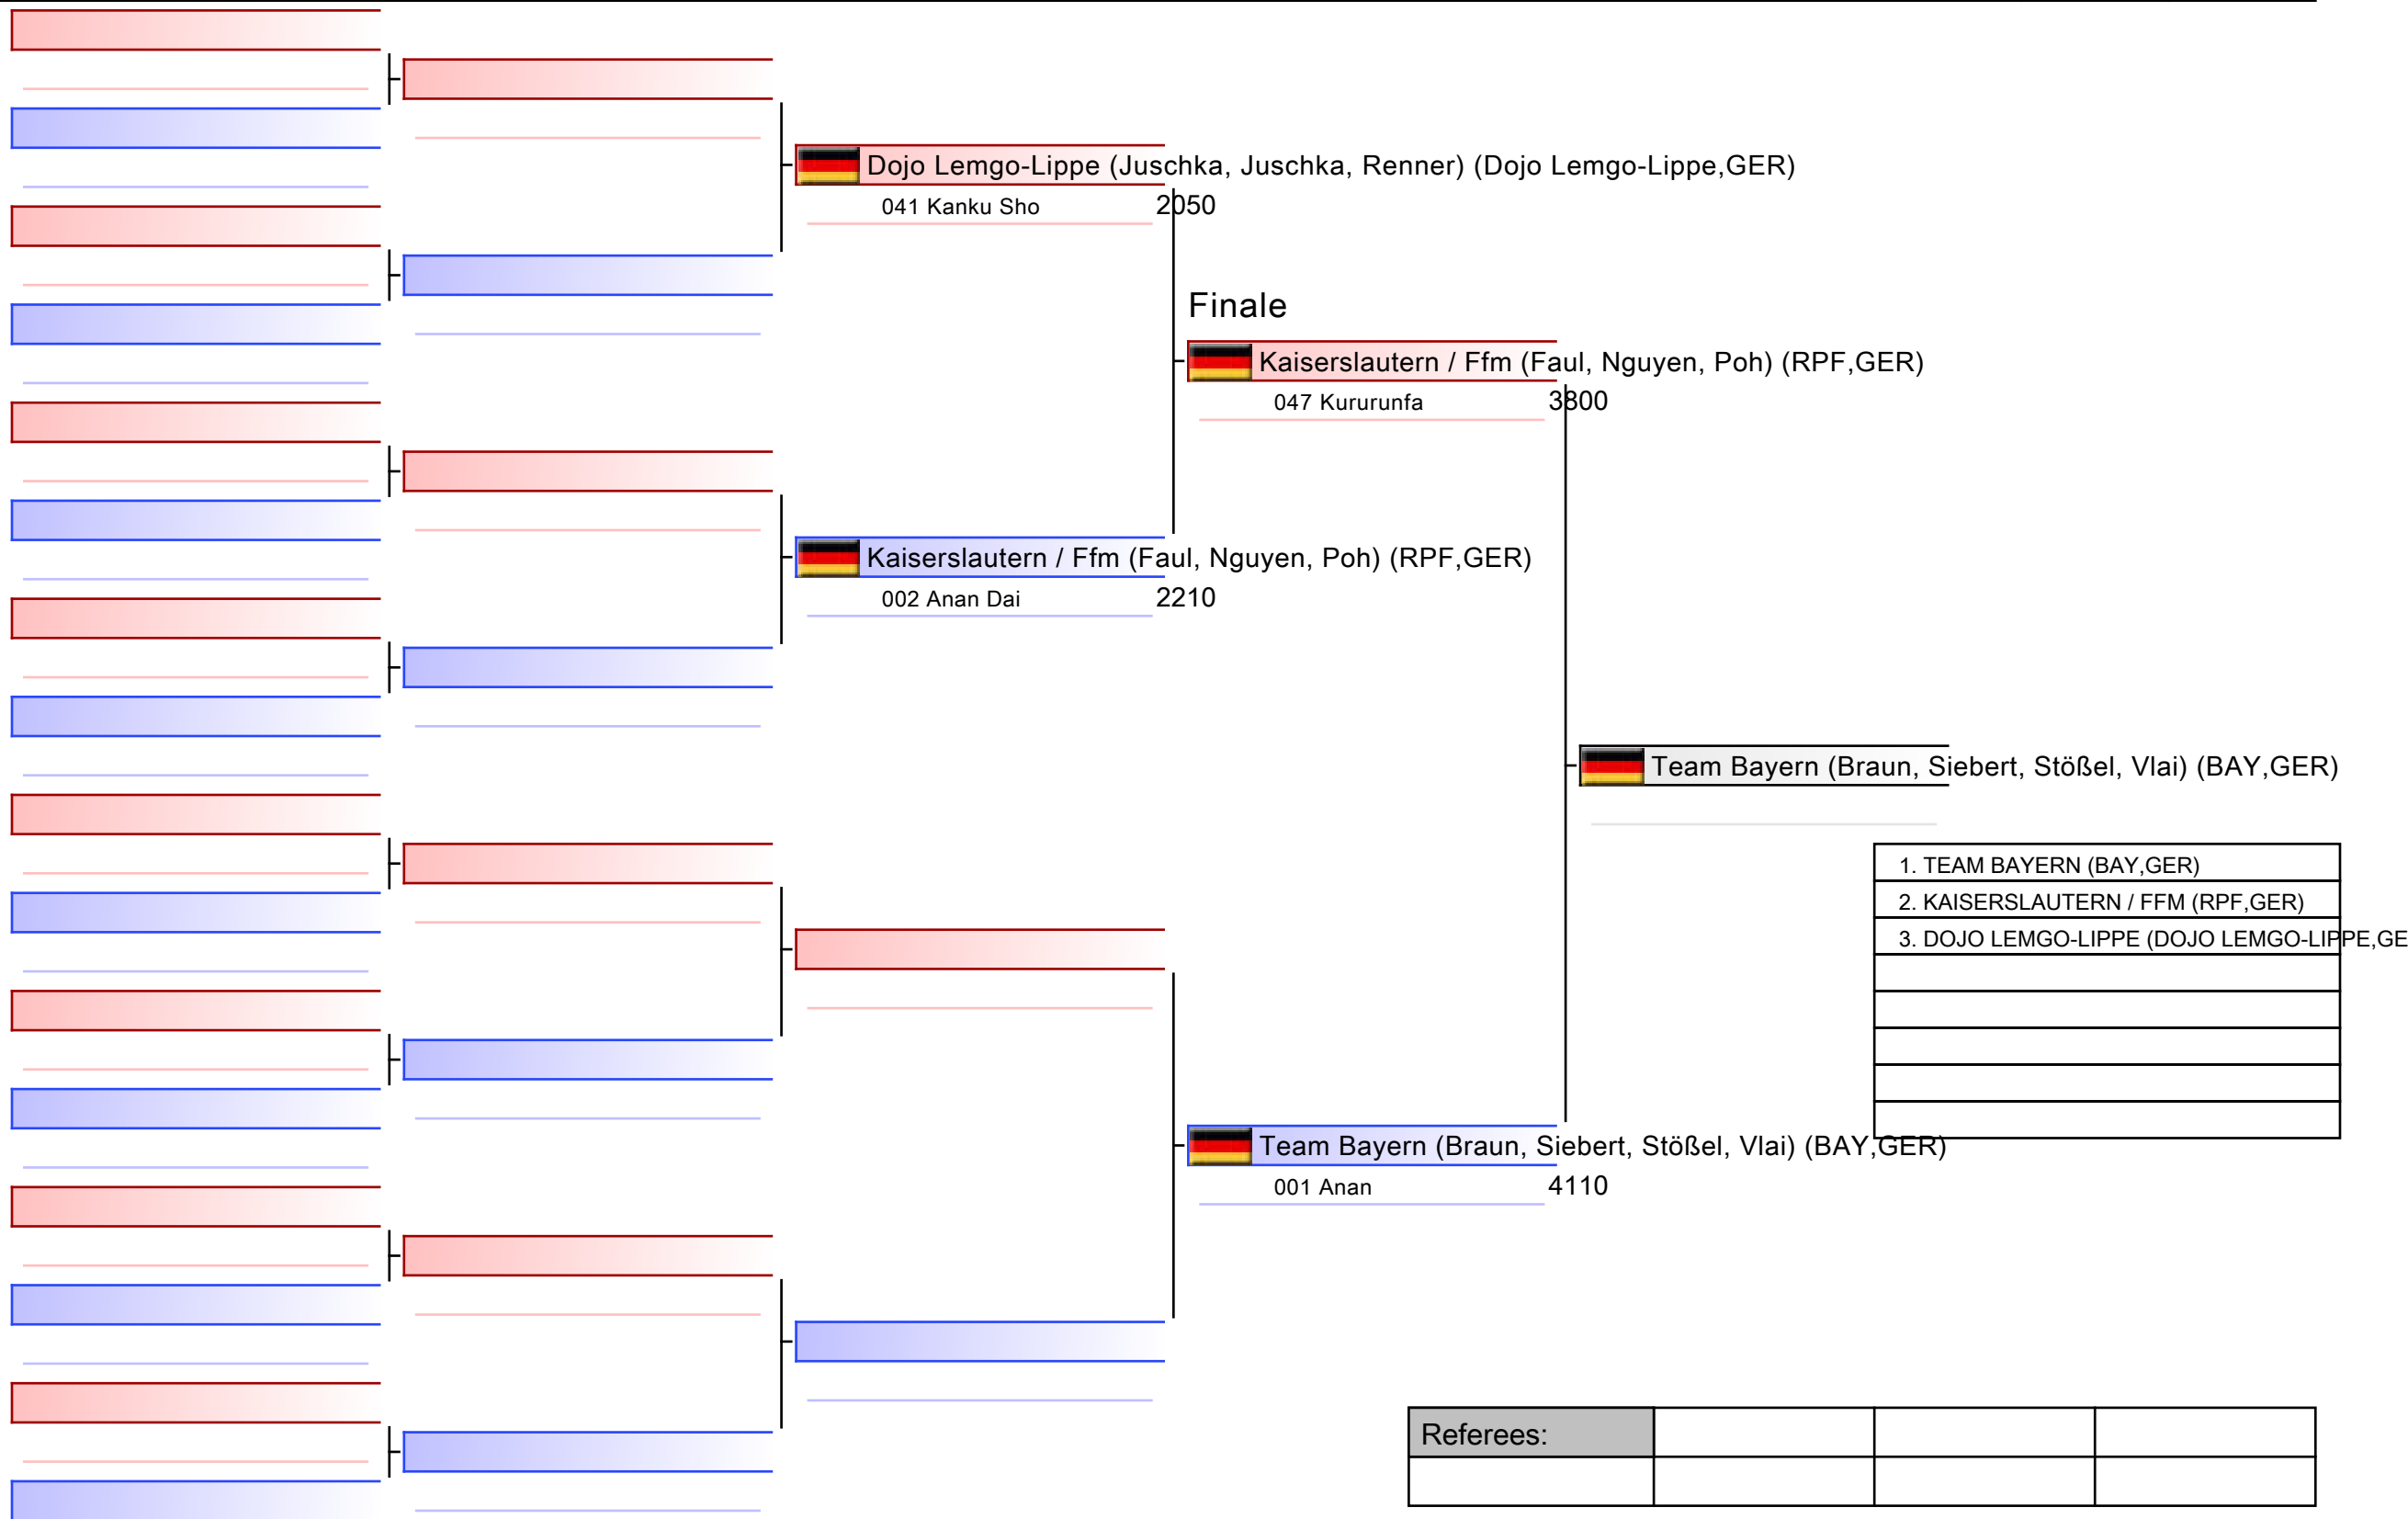 Dojo Lemgo-Lippe (Juschka, Juschka, Renner) (Dojo Lemgo-Lippe,GER)
041 Kanku Sho 2050
Finale
Kaiserslautern / Ffm (Faul, Nguyen, Poh) (RPF,GER)
047 Kururunfa 3800
Kaiserslautern / Ffm (Faul, Nguyen, Poh) (RPF,GER)
002 Anan Dai 2210
Team Bayern (Braun, Siebert, Stößel, Vlai) (BAY,GER)
1. TEAM BAYERN (BAY,GER)
2. KAISERSLAUTERN / FFM (RPF,GER)
3. DOJO LEMGO-LIPPE (DOJO LEMGO-LIPPE,GE
Team Bayern (Braun, Siebert, Stößel, Vlai) (BAY,GER)
001 Anan 4110
Referees: